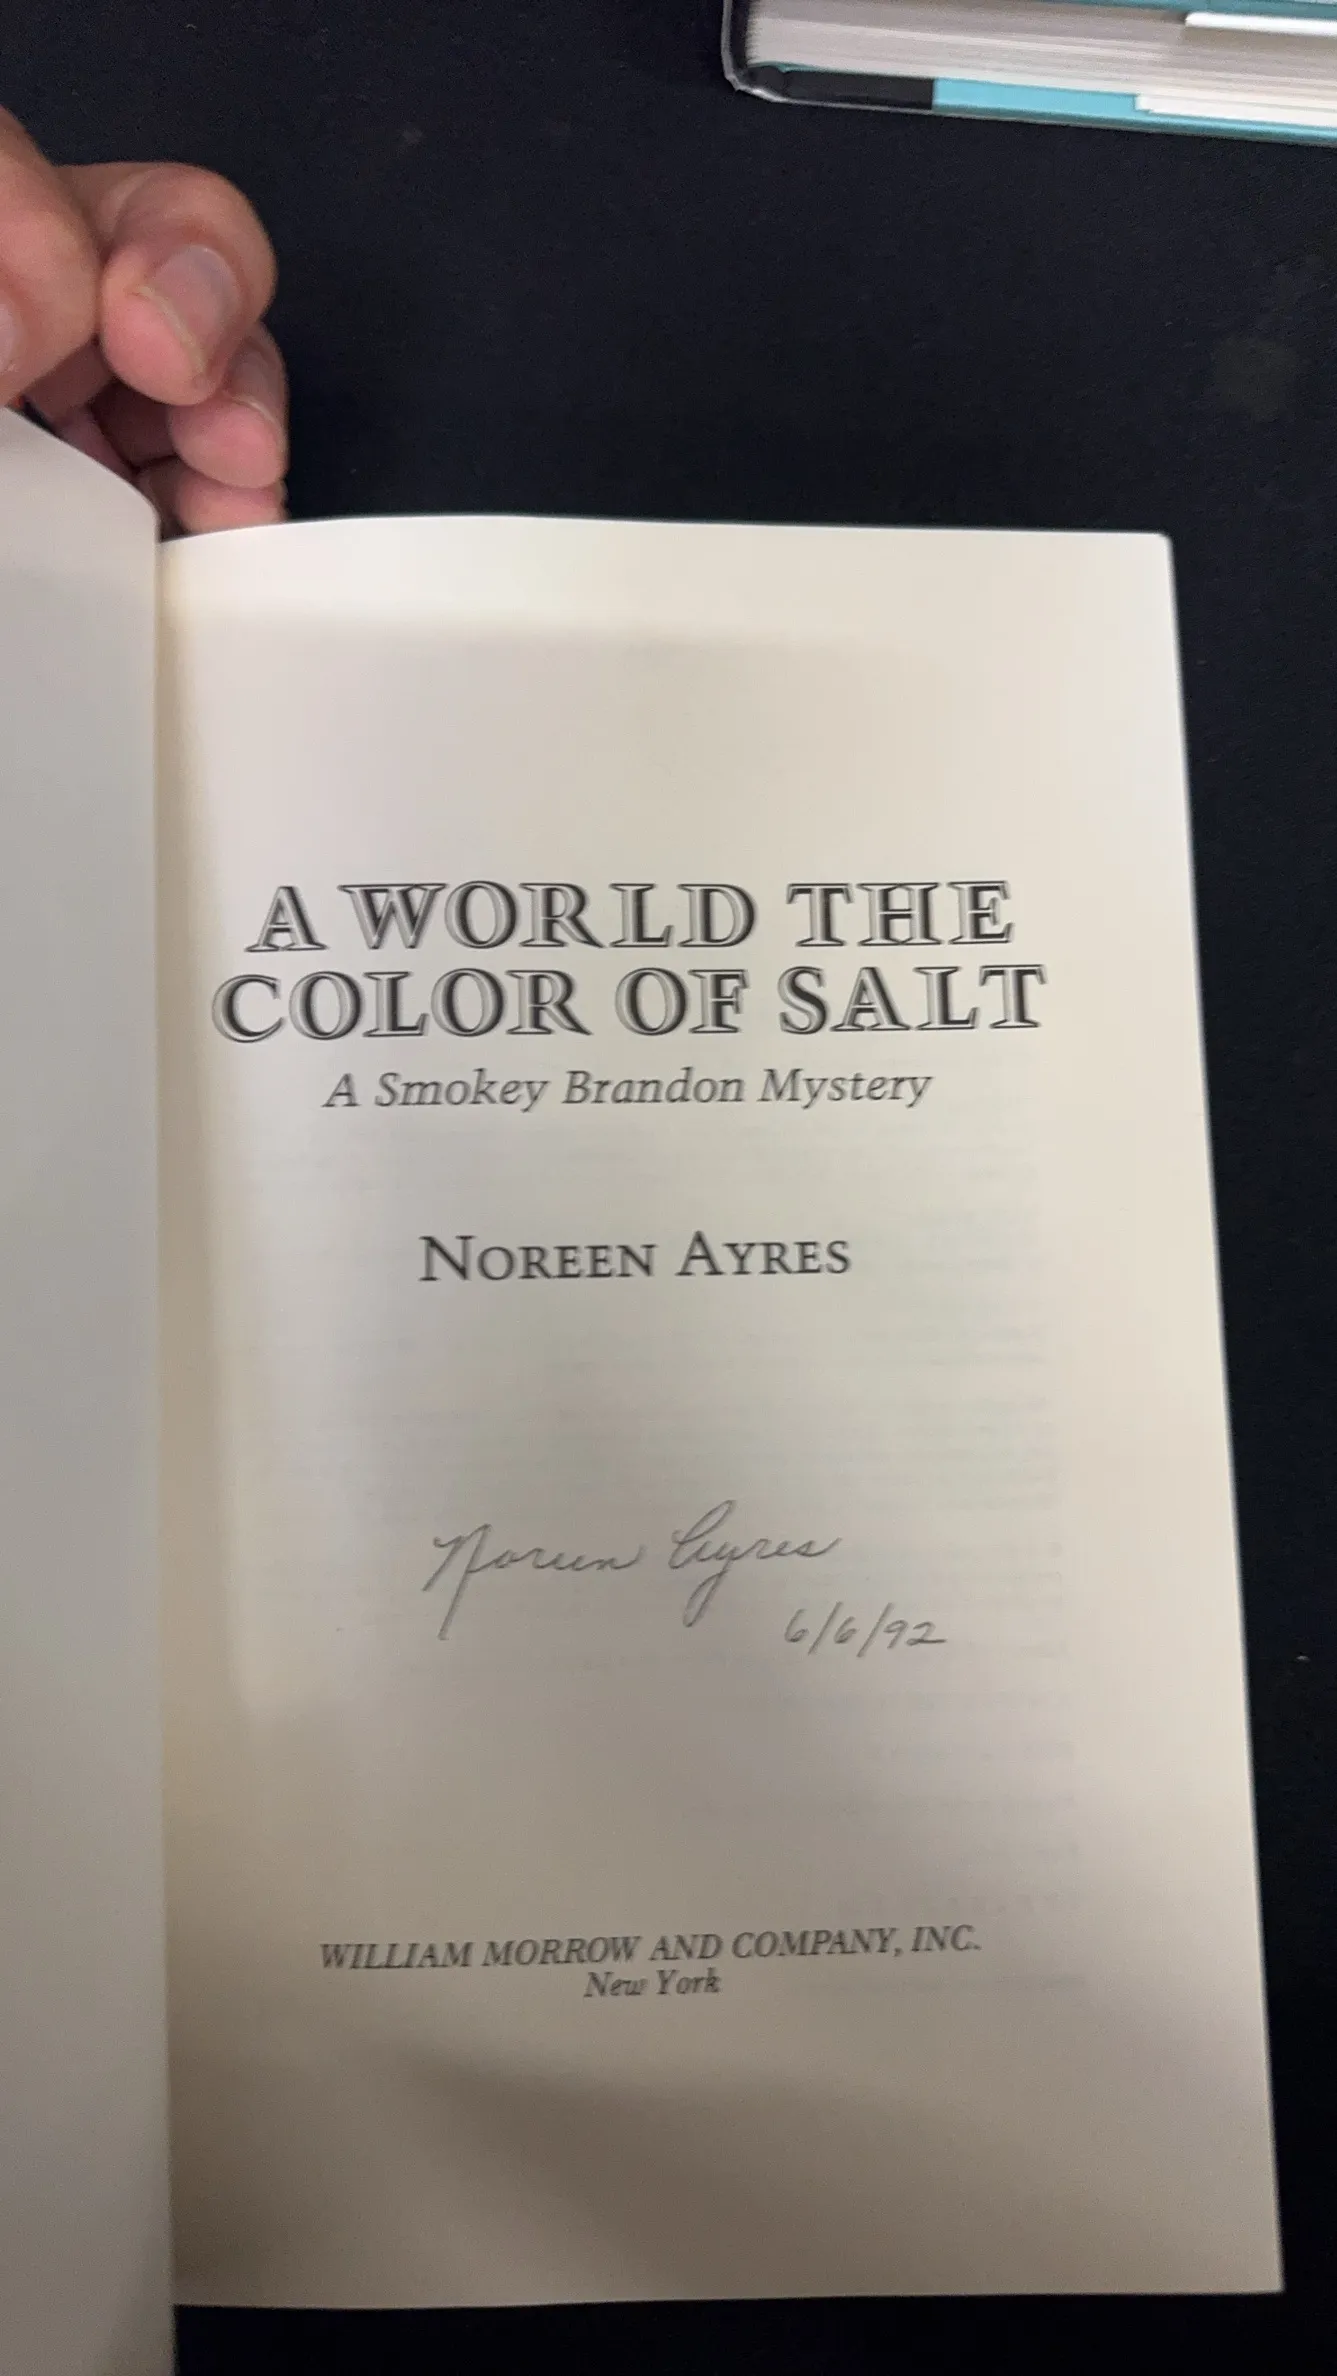 A WORLD THE
COLOR OF SALT
A Smokey Brandon Mystery
NOREEN AYRES
Noreen Ayres
6/6/92
WILLIAM MORROW AND COMPANY, INC.
New York